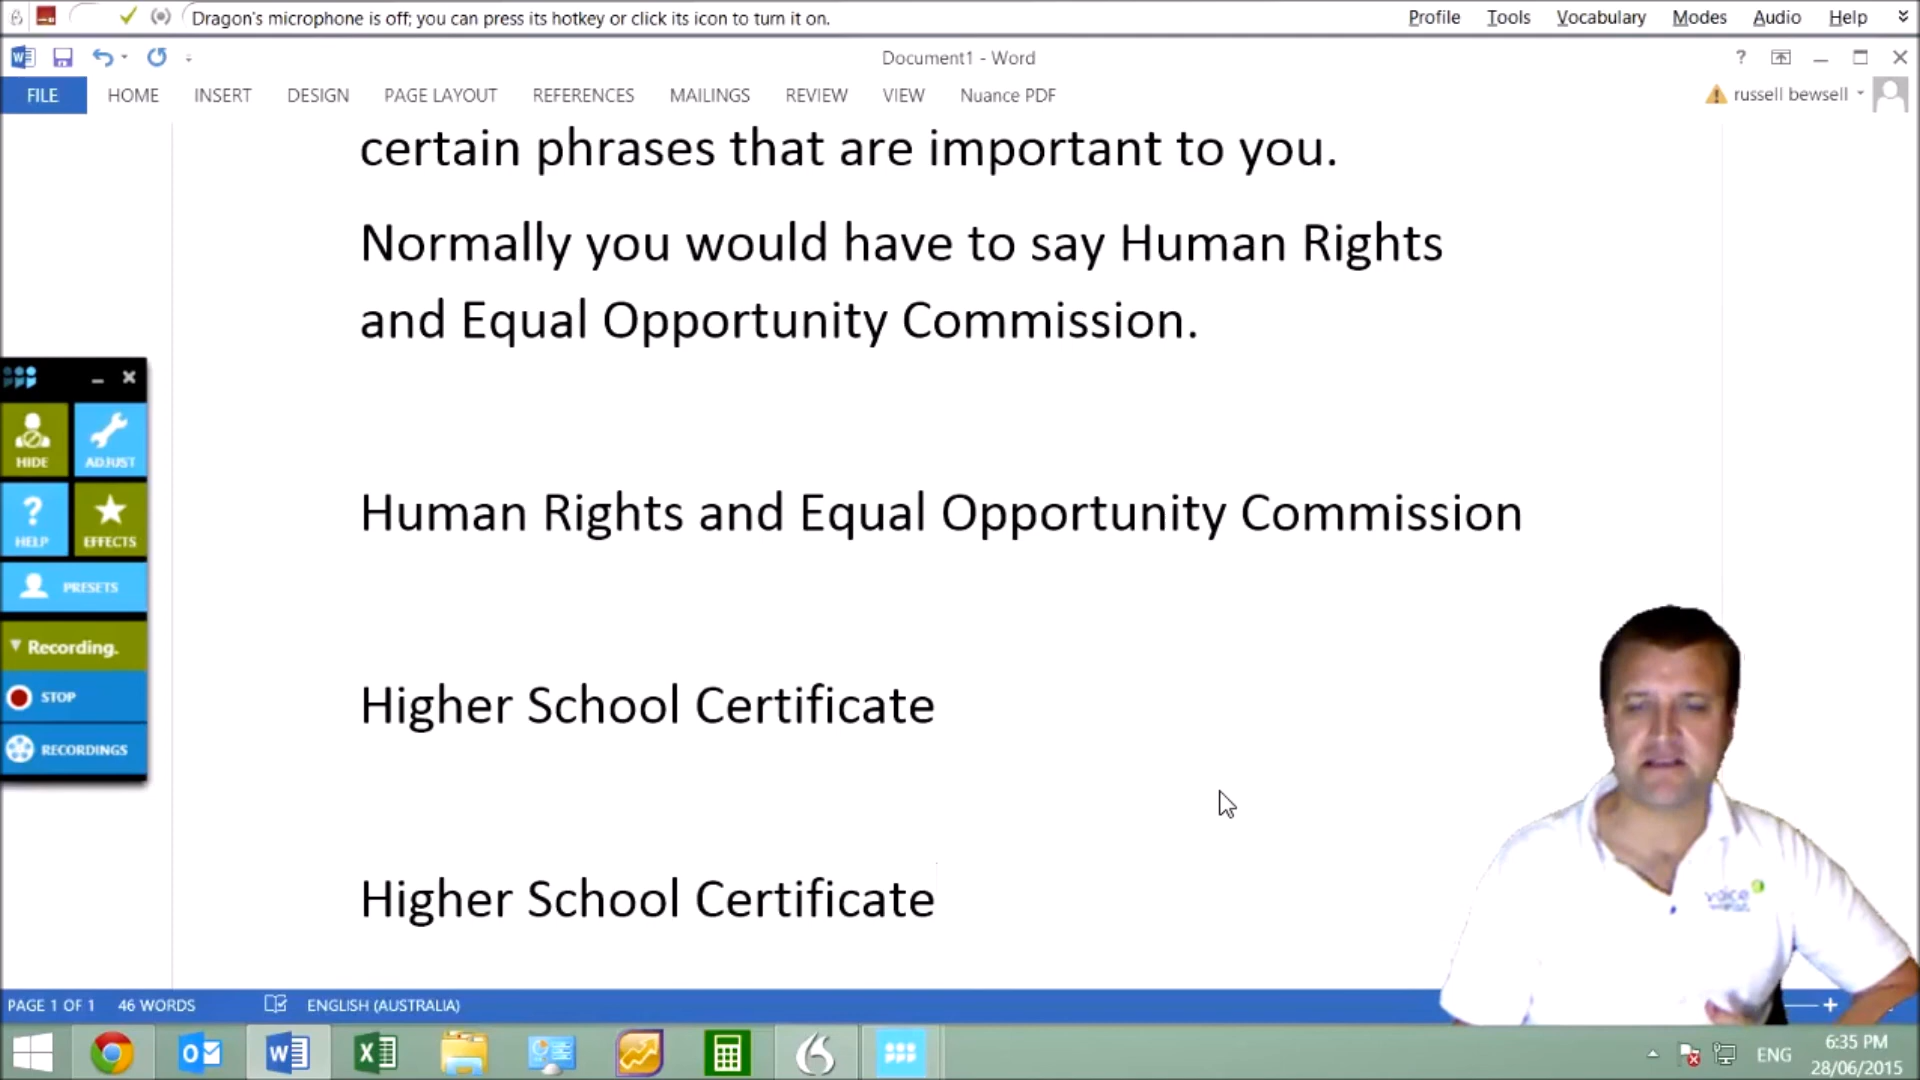 Dragon's microphone is off; you can press its hotkey or click its icon to turn it on.
Profile Tools Vocabulary Modes Audio Help
Document1 - Word
FILE HOME INSERT DESIGN PAGE LAYOUT REFERENCES MAILINGS REVIEW VIEW Nuance PDF
russell bewsell
certain phrases that are important to you.
Normally you would have to say Human Rights
and Equal Opportunity Commission.
HIDE ADJUST
HELP EFFECTS
PRESETS
Recording.
STOP
RECORDINGS
Human Rights and Equal Opportunity Commission
Higher School Certificate
Higher School Certificate
voice
PAGE 1 OF 1 46 WORDS ENGLISH (AUSTRALIA)
ENG
6:35 PM
28/06/2015